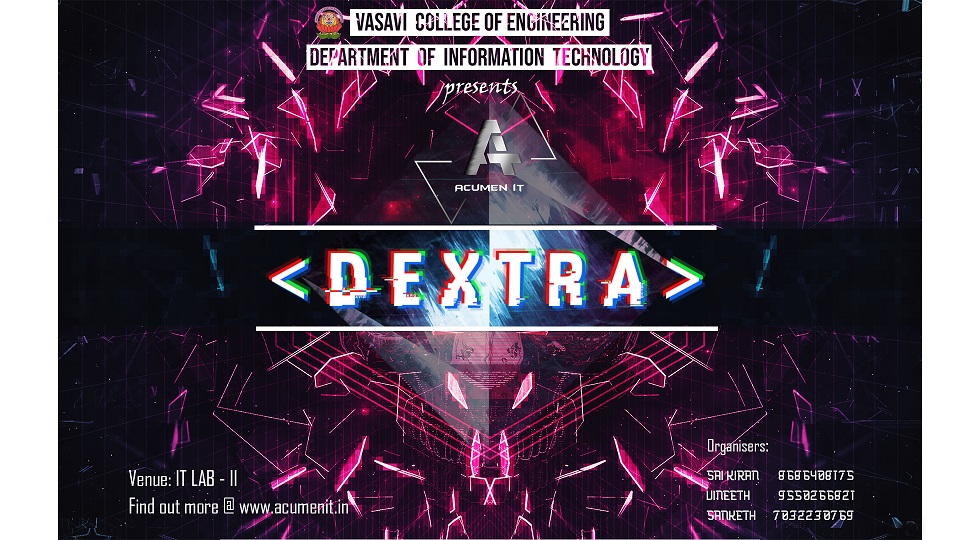 VASAVI COLLEGE OF ENGINEERING
DEPARTMENT OF INFORMATION TECHNOLOGY
presents
ACUMEN IT
<DEXTRA>
Organisers:
SAI KIRAN 8686408175
VINEETH 9550266821
SANKETH 7032230769
Venue: IT LAB - II
Find out more @ www.acumenit.in